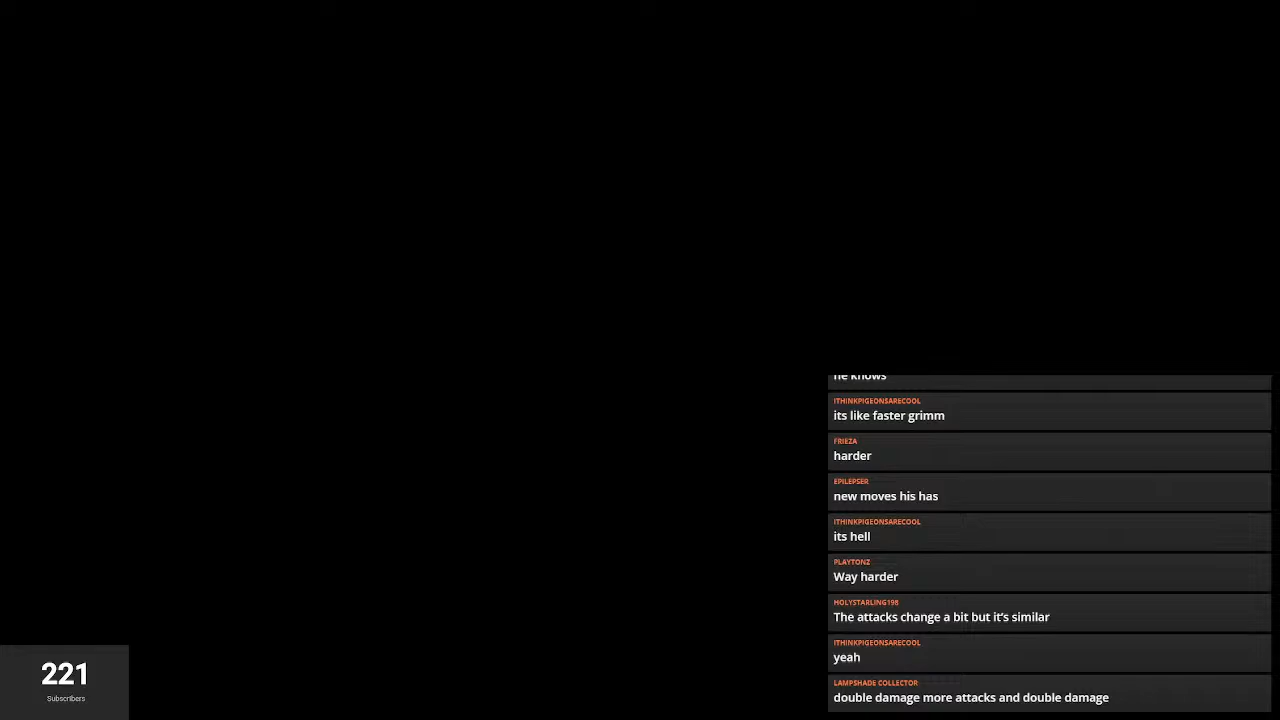 he knows
ITHINKPIGEONSARECOOL
its like faster grimm
FRIEZA
harder
EPILEPSER
new moves his has
ITHINKPIGEONSARECOOL
its hell
PLAYTONZ
Way harder
HOLYSTARLING198
The attacks change a bit but it's similar
ITHINKPIGEONSARECOOL
yeah
LAMPSHADE COLLECTOR
double damage more attacks and double damage
221
Subscribers